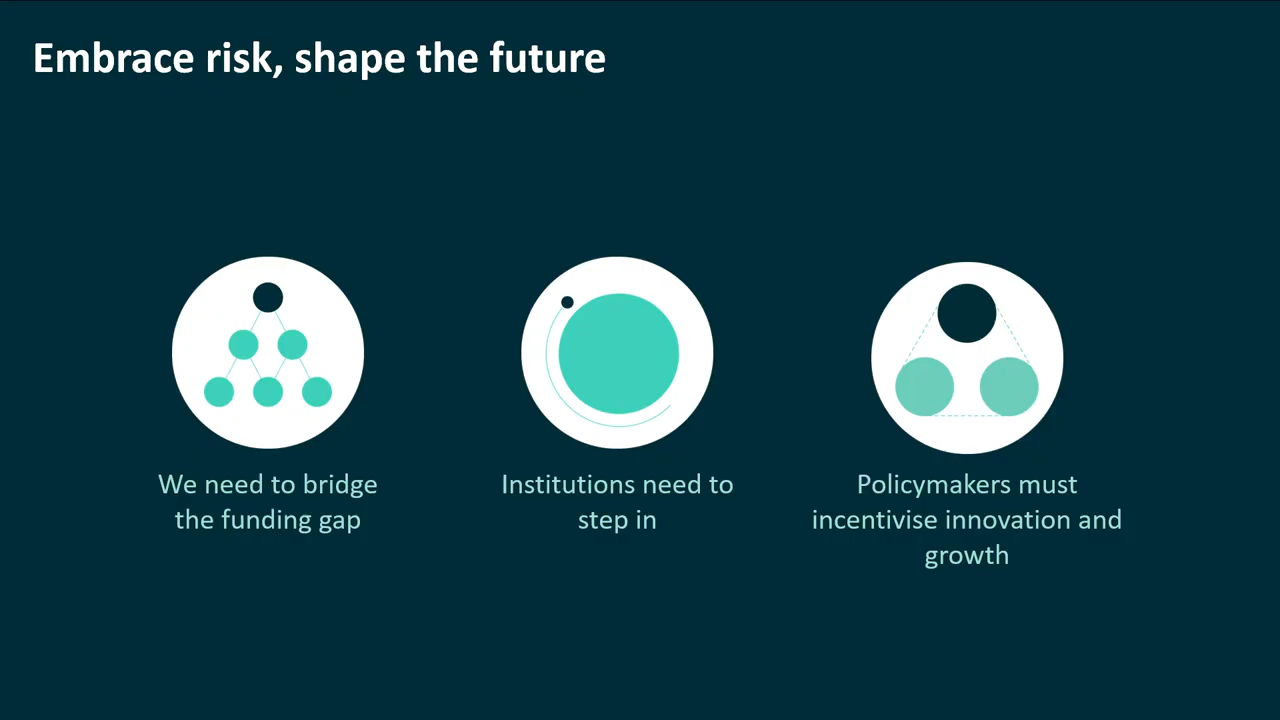 Embrace risk, shape the future
We need to bridge
the funding gap
Institutions need to
step in
Policymakers must
incentivise innovation and
growth